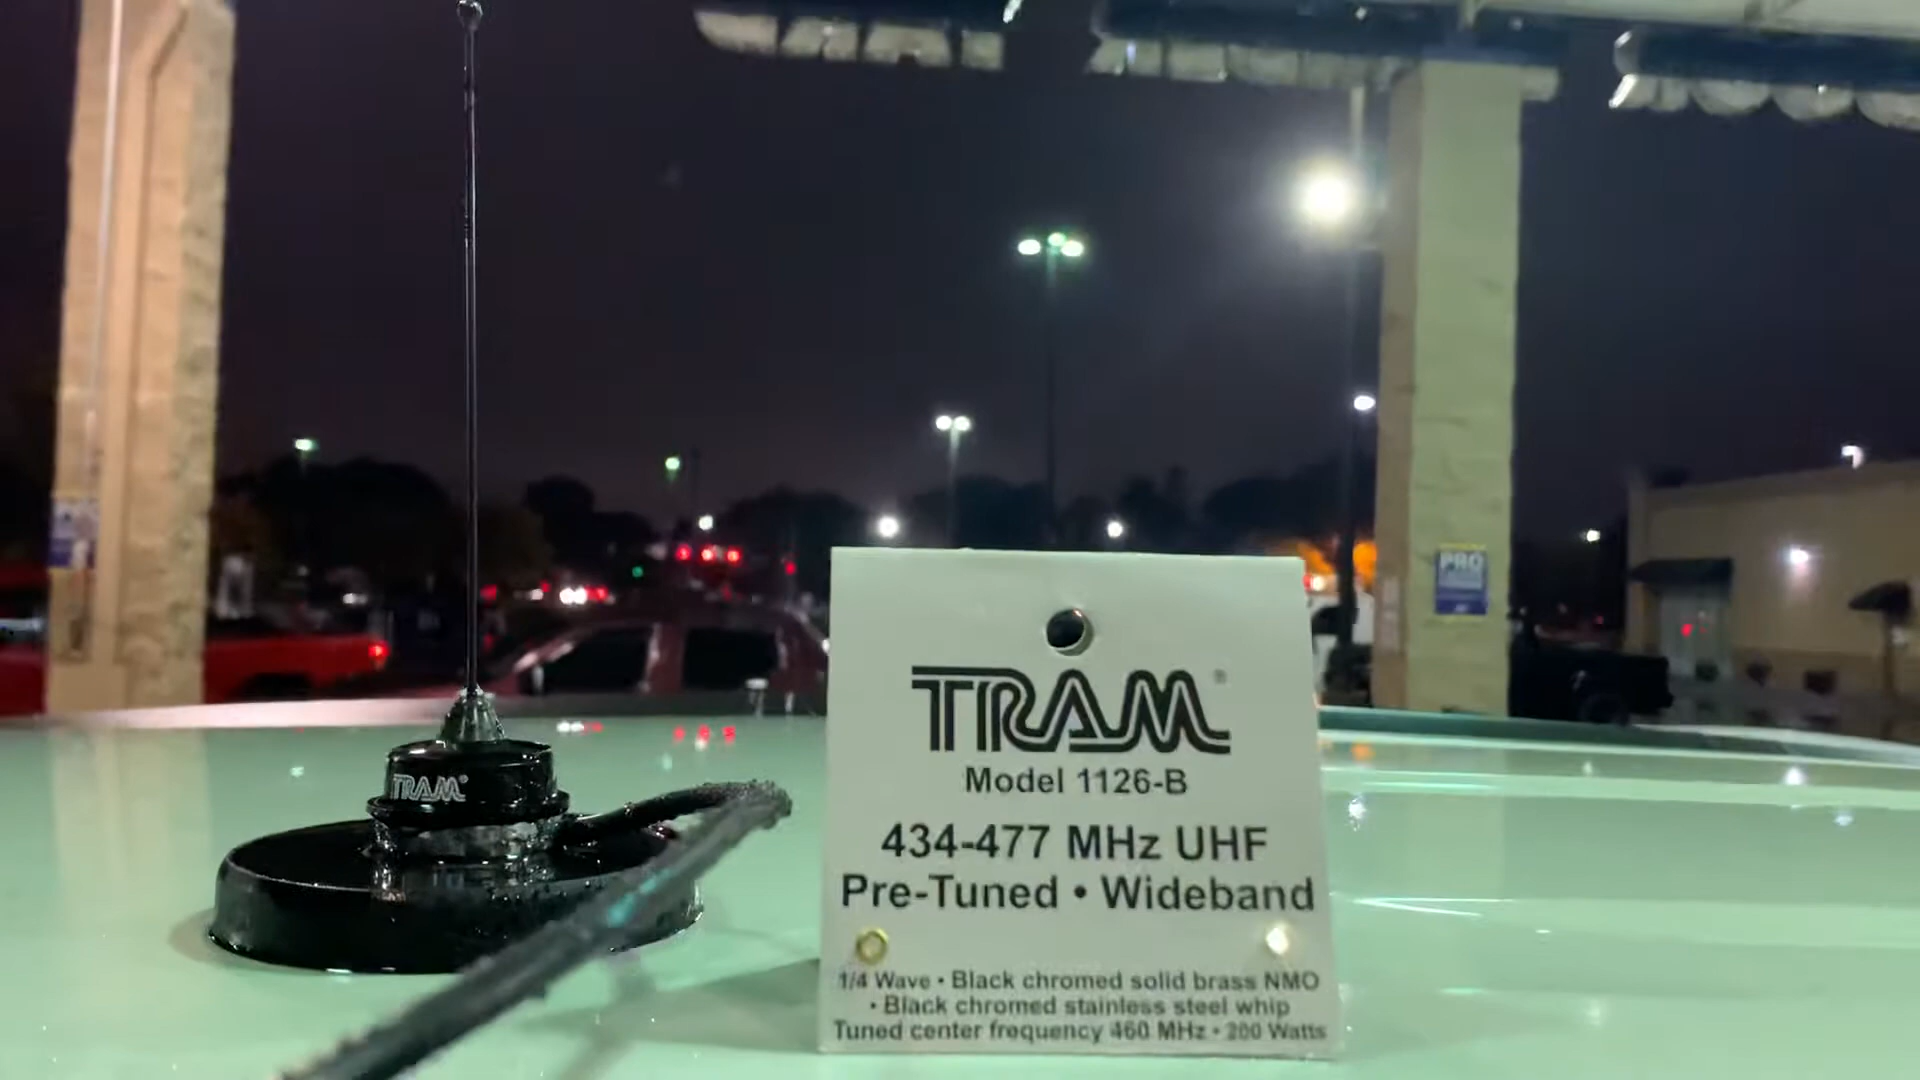 PRO
TRAM®
TRAM®
Model 1126-B
434-477 MHz UHF
Pre-Tuned • Wideband
1/4 Wave • Black chromed solid brass NMO
• Black chromed stainless steel whip
Tuned center frequency 460 MHz • 200 Watts